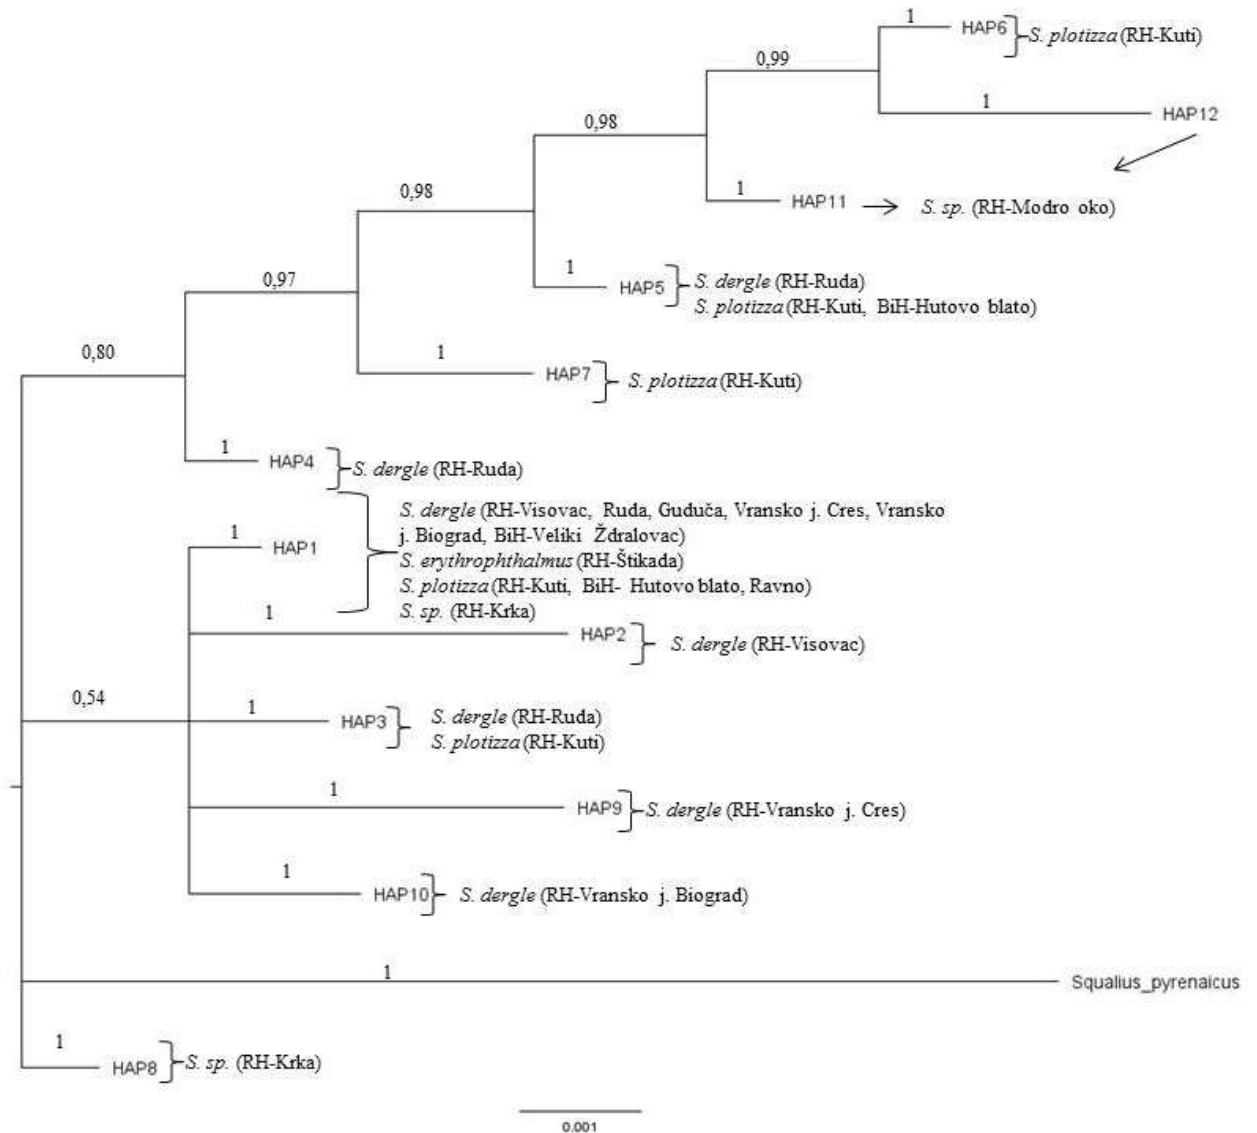 1
HAP6
S. plotizza (RH-Kuti)
0,99
1
HAP12
0,98
1
HAP11
S. sp. (RH-Modro oko)
0,98
1
HAP5
S. dergle (RH-Ruda)
S. plotizza (RH-Kuti, BiH-Hutovo blato)
0,97
1
HAP7
S. plotizza (RH-Kuti)
0,80
1
HAP4
S. dergle (RH-Ruda)
1
HAP1
S. dergle (RH-Visovac, Ruda, Guduča, Vransko j. Cres, Vransko
j. Biograd, BiH-Veliki Ždralovac)
S. erythrophthalmus (RH-Štikada)
S. plotizza (RH-Kuti, BiH- Hutovo blato, Ravno)
S. sp. (RH-Krka)
1
HAP2
S. dergle (RH-Visovac)
0,54
1
HAP3
S. dergle (RH-Ruda)
S. plotizza (RH-Kuti)
1
HAP9
S. dergle (RH-Vransko j. Cres)
1
HAP10
S. dergle (RH-Vransko j. Biograd)
1
Squalius_pyrenaicus
1
HAP8
S. sp. (RH-Krka)
0.001